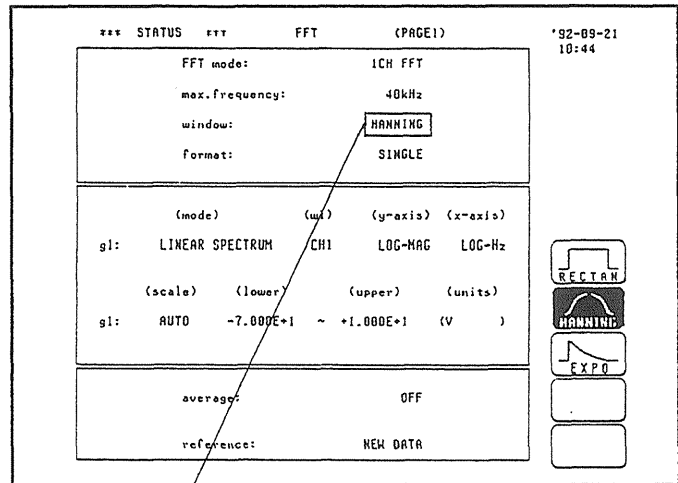 *** STATUS *** FFT (PAGE1) '92-09-21
10:44
FFT mode: 1CH FFT
max.frequency: 40kHz
window: HANNING
format: SINGLE
(mode) (w1) (y-axis) (x-axis)
g1: LINEAR SPECTRUM CH1 LOG-MAG LOG-Hz
(scale) (lower) (upper) (units)
g1: AUTO -7.000E+1 ~ +1.000E+1 (V )
average: OFF
reference: NEW DATA
RECTAN
HANNING
EXPO